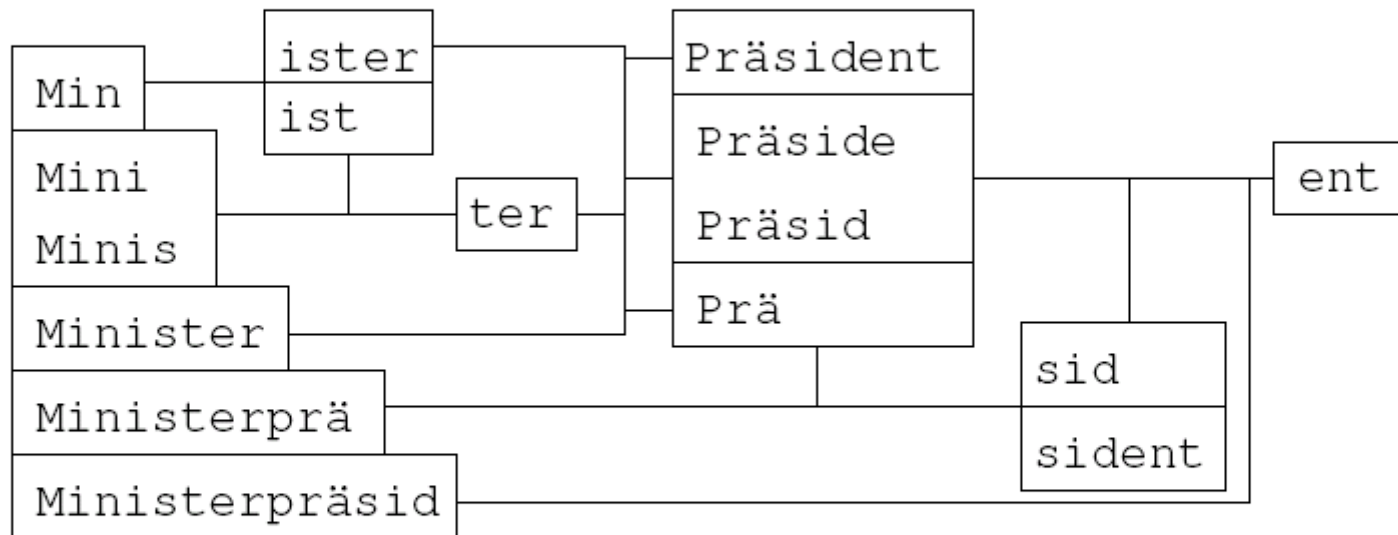 Min
Mini
Minis
Minister
Ministerprä
Ministerpräsid
ister
ist
ter
Präsident
Präside
Präsid
Prä
sid
sident
ent